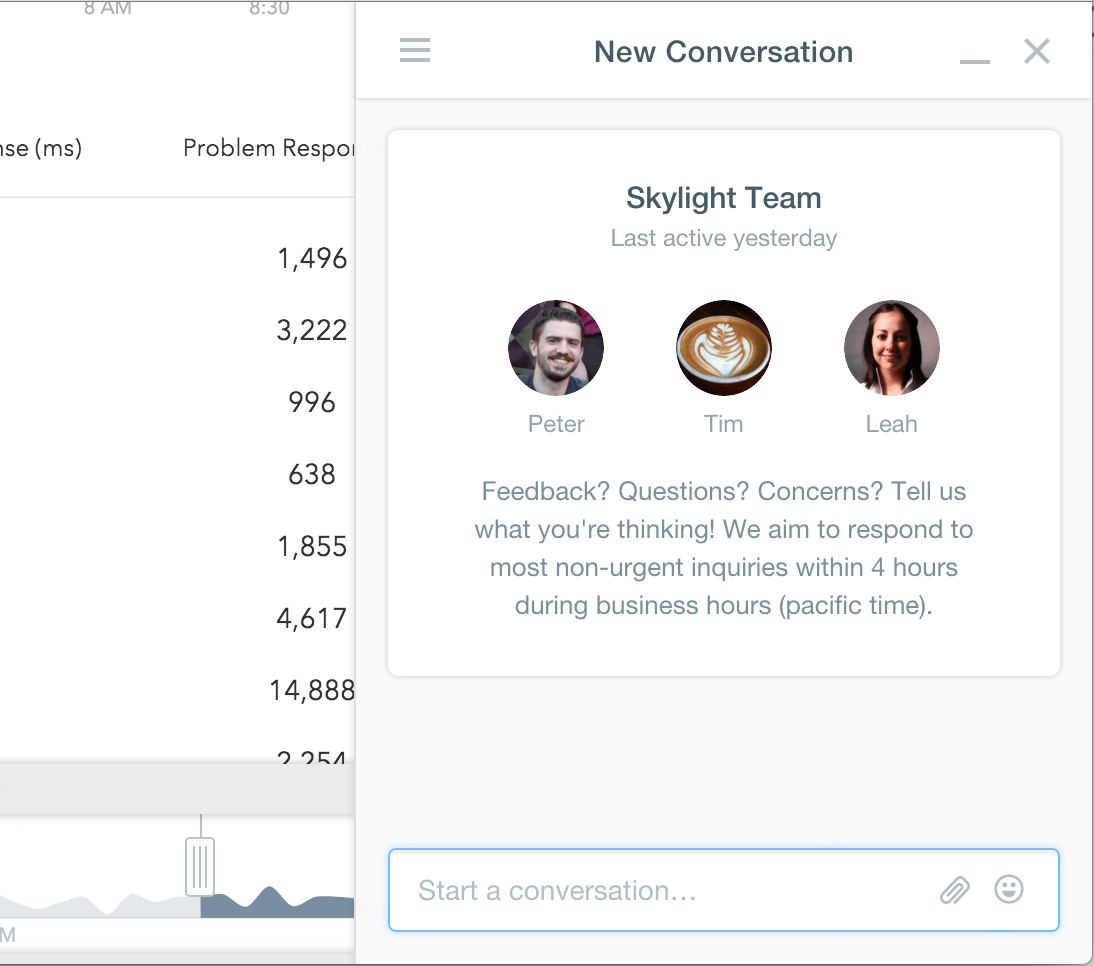 8 AM 8:30
New Conversation
nse (ms) Problem Response
Skylight Team
Last active yesterday
1,496
3,222
996
638
1,855
4,617
14,888
2,254
Peter Tim Leah
Feedback? Questions? Concerns? Tell us
what you're thinking! We aim to respond to
most non-urgent inquiries within 4 hours
during business hours (pacific time).
Start a conversation...
M